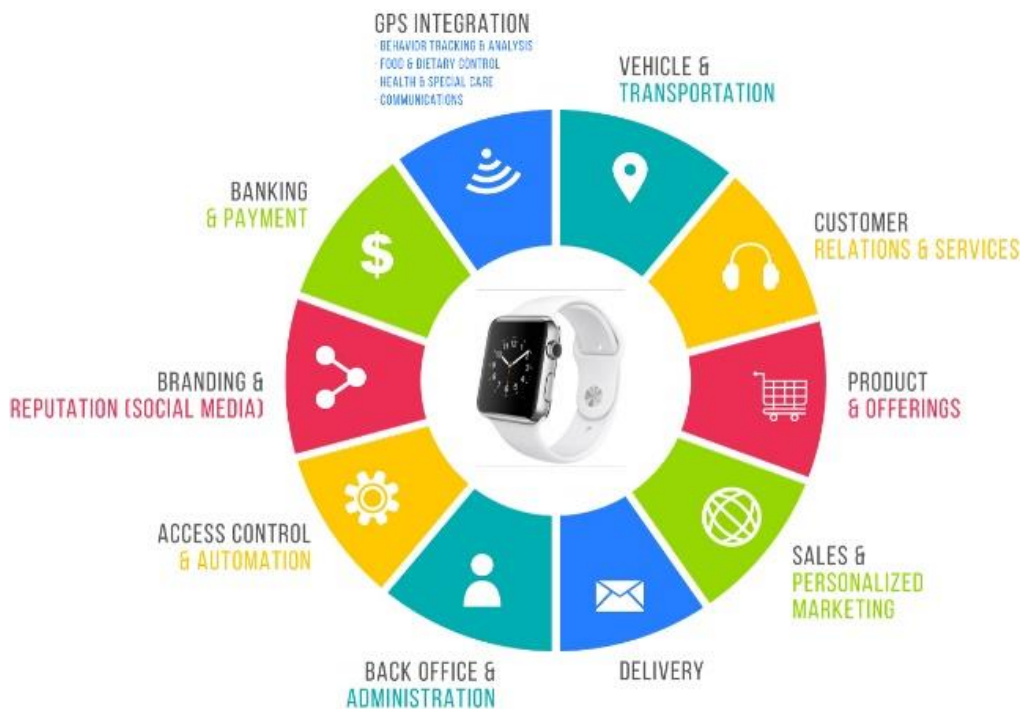 GPS INTEGRATION
· BEHAVIOR TRACKING & ANALYSIS
· FOOD & DIETARY CONTROL
· HEALTH & SPECIAL CARE
· COMMUNICATIONS
VEHICLE &
TRANSPORTATION
CUSTOMER
RELATIONS & SERVICES
PRODUCT
& OFFERINGS
SALES &
PERSONALIZED
MARKETING
DELIVERY
BACK OFFICE &
ADMINISTRATION
ACCESS CONTROL
& AUTOMATION
BRANDING &
REPUTATION (SOCIAL MEDIA)
BANKING
& PAYMENT
$